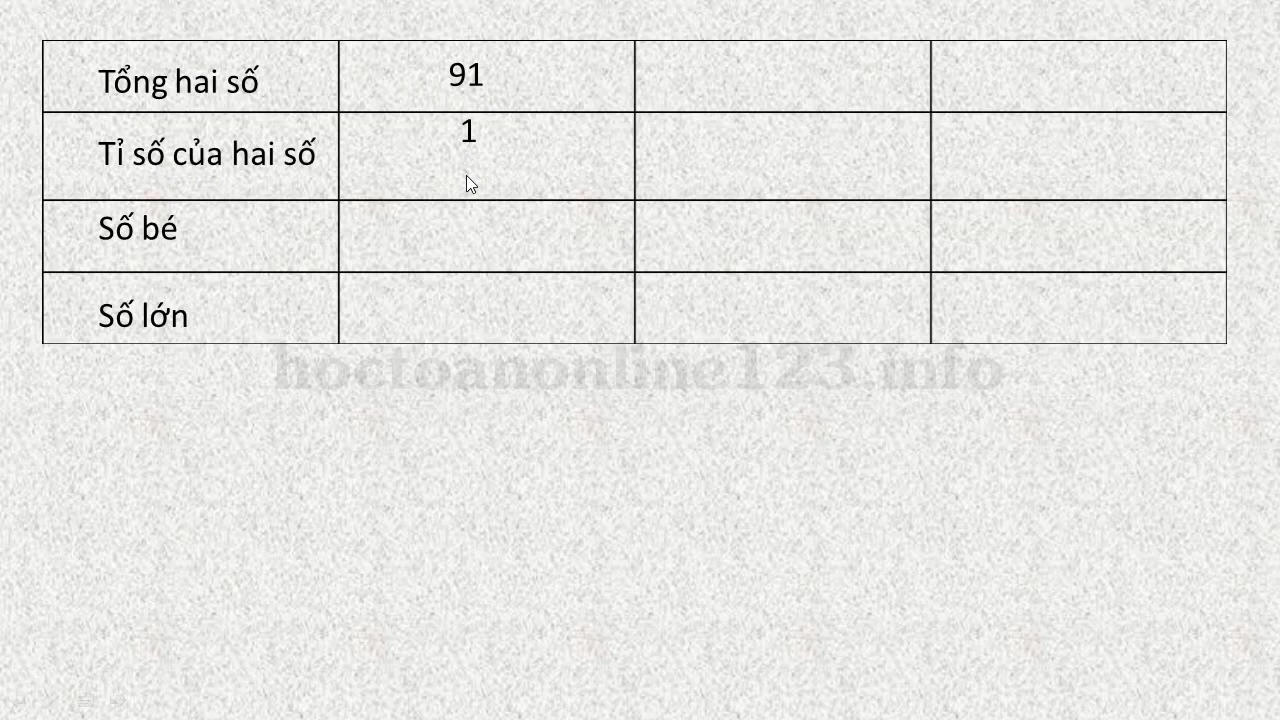 Tổng hai số 91
Tỉ số của hai số 1
Số bé
Số lớn
hoctoanonline123.info